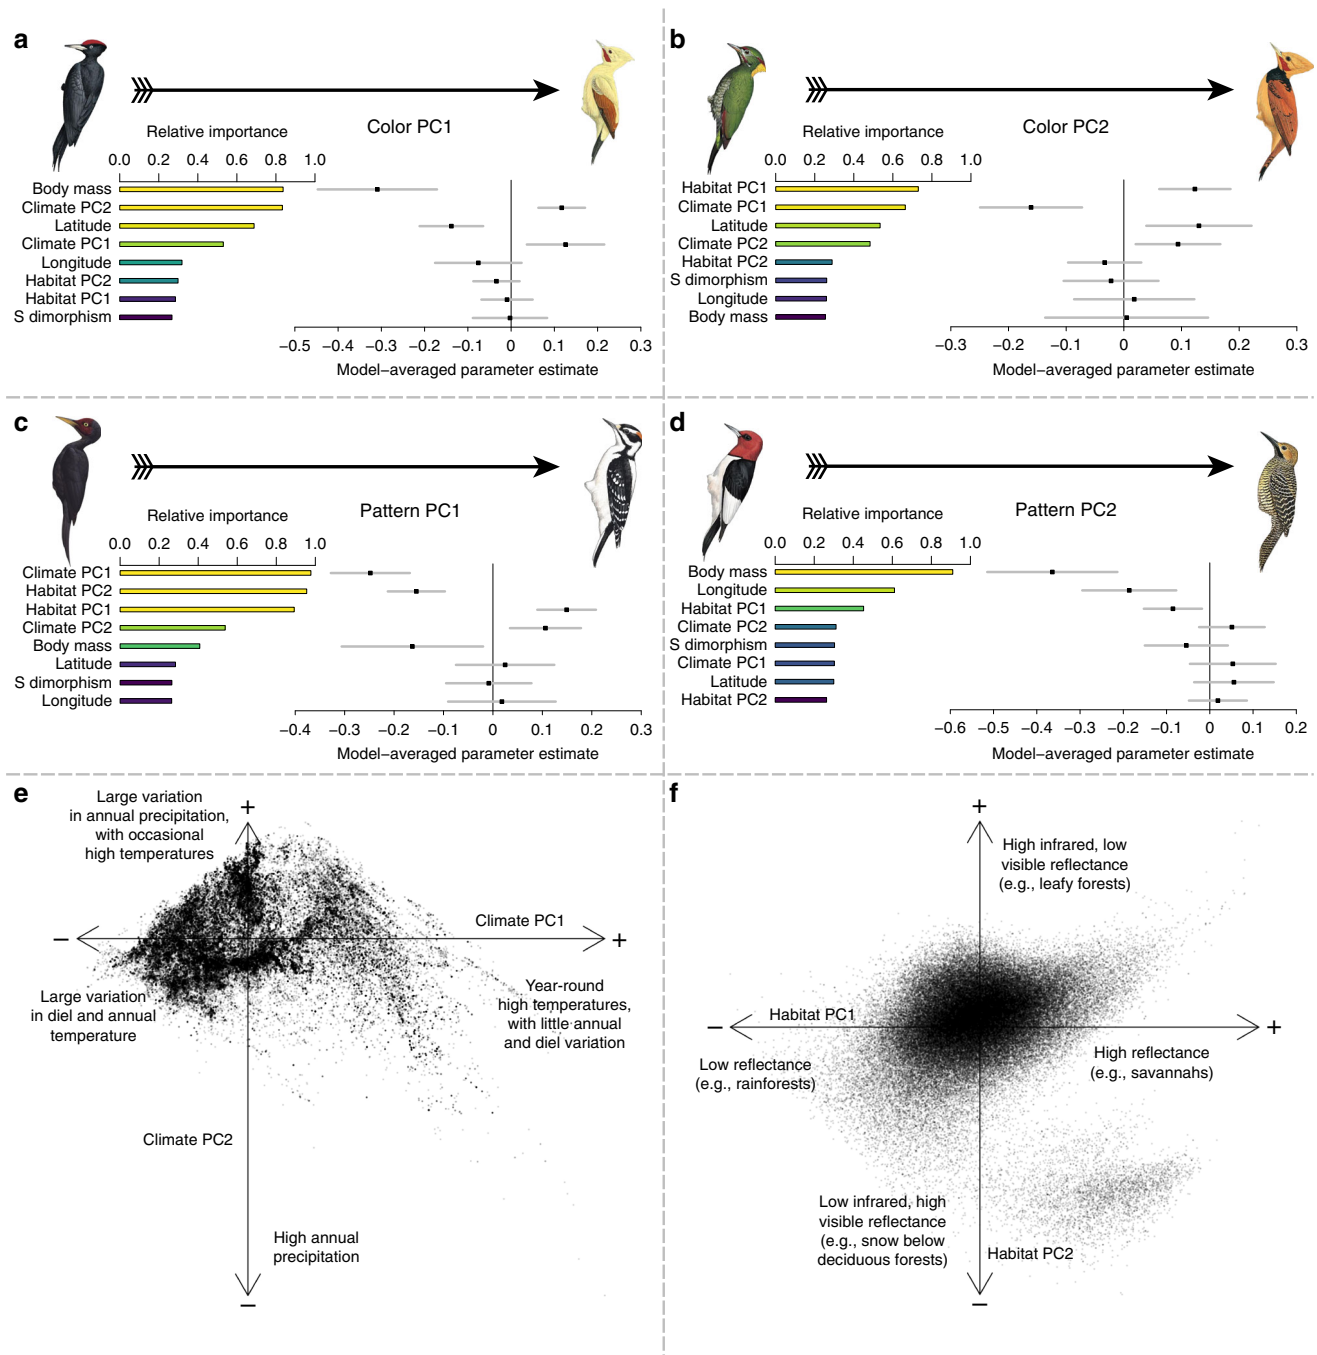 a
Relative importance
Color PC1
0.0 0.2 0.4 0.6 0.8 1.0
Body mass
Climate PC2
Latitude
Climate PC1
Longitude
Habitat PC2
Habitat PC1
S dimorphism
−0.5 −0.4 −0.3 −0.2 −0.1 0 0.1 0.2 0.3
Model−averaged parameter estimate
b
Relative importance
Color PC2
0.0 0.2 0.4 0.6 0.8 1.0
Habitat PC1
Climate PC1
Latitude
Climate PC2
Habitat PC2
S dimorphism
Longitude
Body mass
−0.3 −0.2 −0.1 0 0.1 0.2 0.3
Model−averaged parameter estimate
c
Relative importance
Pattern PC1
0.0 0.2 0.4 0.6 0.8 1.0
Climate PC1
Habitat PC2
Habitat PC1
Climate PC2
Body mass
Latitude
S dimorphism
Longitude
−0.4 −0.3 −0.2 −0.1 0 0.1 0.2 0.3
Model−averaged parameter estimate
d
Relative importance
Pattern PC2
0.0 0.2 0.4 0.6 0.8 1.0
Body mass
Longitude
Habitat PC1
Climate PC2
S dimorphism
Climate PC1
Latitude
Habitat PC2
−0.6 −0.5 −0.4 −0.3 −0.2 −0.1 0 0.1 0.2
Model−averaged parameter estimate
e
Large variation
in annual precipitation,
with occasional
high temperatures
+
Climate PC1
− +
Large variation
in diel and annual
temperature
Year-round
high temperatures,
with little annual
and diel variation
Climate PC2
High annual
precipitation
−
f
+
High infrared, low
visible reflectance
(e.g., leafy forests)
Habitat PC1
− +
Low reflectance
(e.g., rainforests)
High reflectance
(e.g., savannahs)
Low infrared, high
visible reflectance
(e.g., snow below
deciduous forests)
Habitat PC2
−